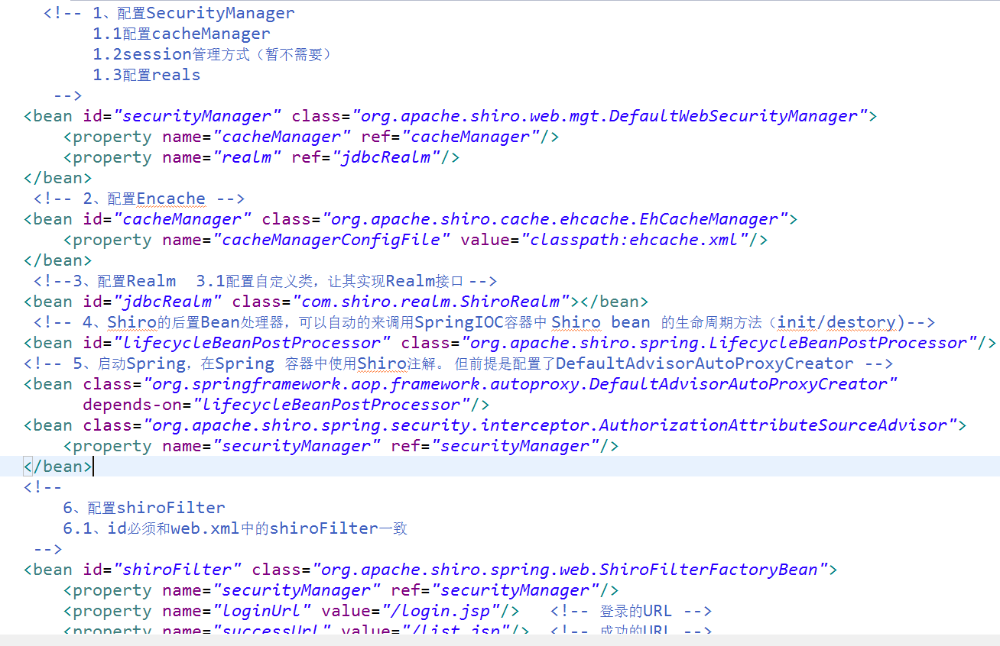 <!-- 1、配置SecurityManager
1.1配置cacheManager
1.2session管理方式（暂不需要）
1.3配置reals
-->
<bean id="securityManager" class="org.apache.shiro.web.mgt.DefaultWebSecurityManager">
<property name="cacheManager" ref="cacheManager"/>
<property name="realm" ref="jdbcRealm"/>
</bean>
<!-- 2、配置Encache -->
<bean id="cacheManager" class="org.apache.shiro.cache.ehcache.EhCacheManager">
<property name="cacheManagerConfigFile" value="classpath:ehcache.xml"/>
</bean>
<!--3、配置Realm  3.1配置自定义类，让其实现Realm接口 -->
<bean id="jdbcRealm" class="com.shiro.realm.ShiroRealm"></bean>
<!-- 4、Shiro的后置Bean处理器，可以自动的来调用SpringIOC容器中 Shiro bean 的生命周期方法（init/destory)-->
<bean id="lifecycleBeanPostProcessor" class="org.apache.shiro.spring.LifecycleBeanPostProcessor"/>
<!-- 5、启动Spring，在Spring 容器中使用Shiro注解。 但前提是配置了DefaultAdvisorAutoProxyCreator -->
<bean class="org.springframework.aop.framework.autoproxy.DefaultAdvisorAutoProxyCreator"
depends-on="lifecycleBeanPostProcessor"/>
<bean class="org.apache.shiro.spring.security.interceptor.AuthorizationAttributeSourceAdvisor">
<property name="securityManager" ref="securityManager"/>
</bean>
<!--
6、配置shiroFilter
6.1、id必须和web.xml中的shiroFilter一致
-->
<bean id="shiroFilter" class="org.apache.shiro.spring.web.ShiroFilterFactoryBean">
<property name="securityManager" ref="securityManager"/>
<property name="loginUrl" value="/login.jsp"/>   <!-- 登录的URL -->
<property name="successUrl" value="/list.jsp"/>  <!-- 成功的URL -->